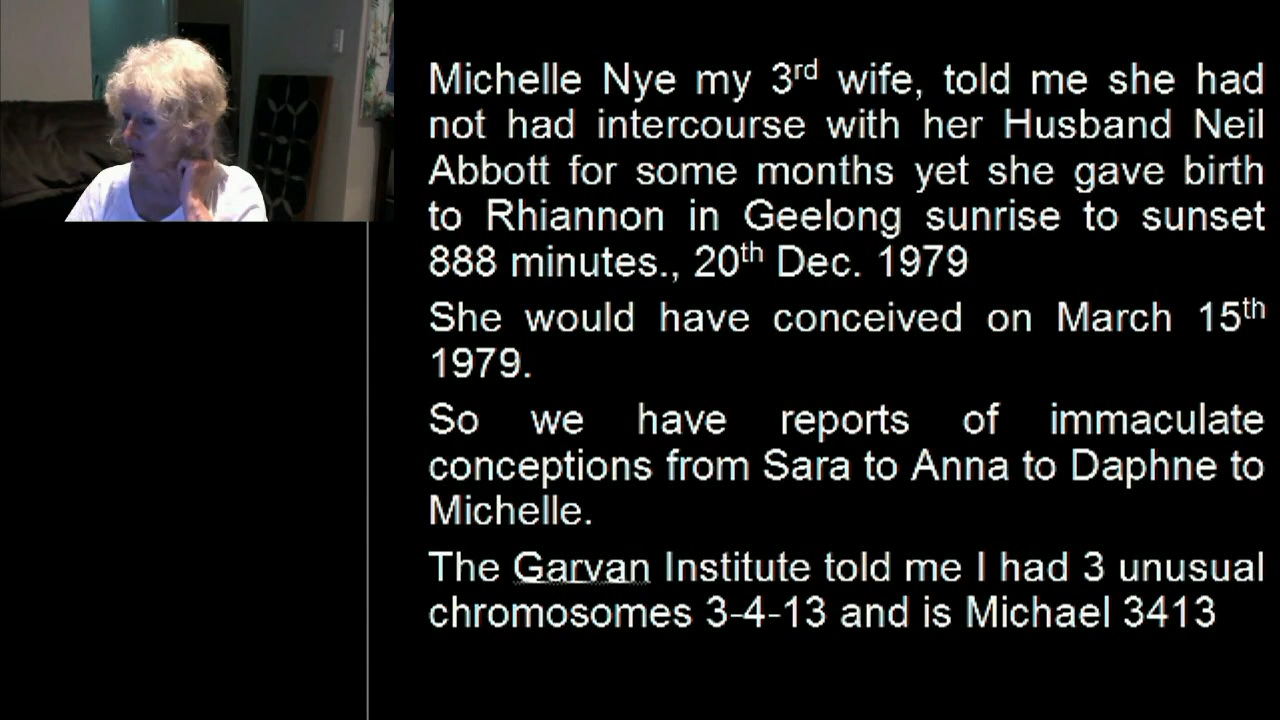 Michelle Nye my 3rd wife, told me she had
not had intercourse with her Husband Neil
Abbott for some months yet she gave birth
to Rhiannon in Geelong sunrise to sunset
888 minutes., 20th Dec. 1979
She would have conceived on March 15th
1979.
So we have reports of immaculate
conceptions from Sara to Anna to Daphne to
Michelle.
The Garvan Institute told me I had 3 unusual
chromosomes 3-4-13 and is Michael 3413